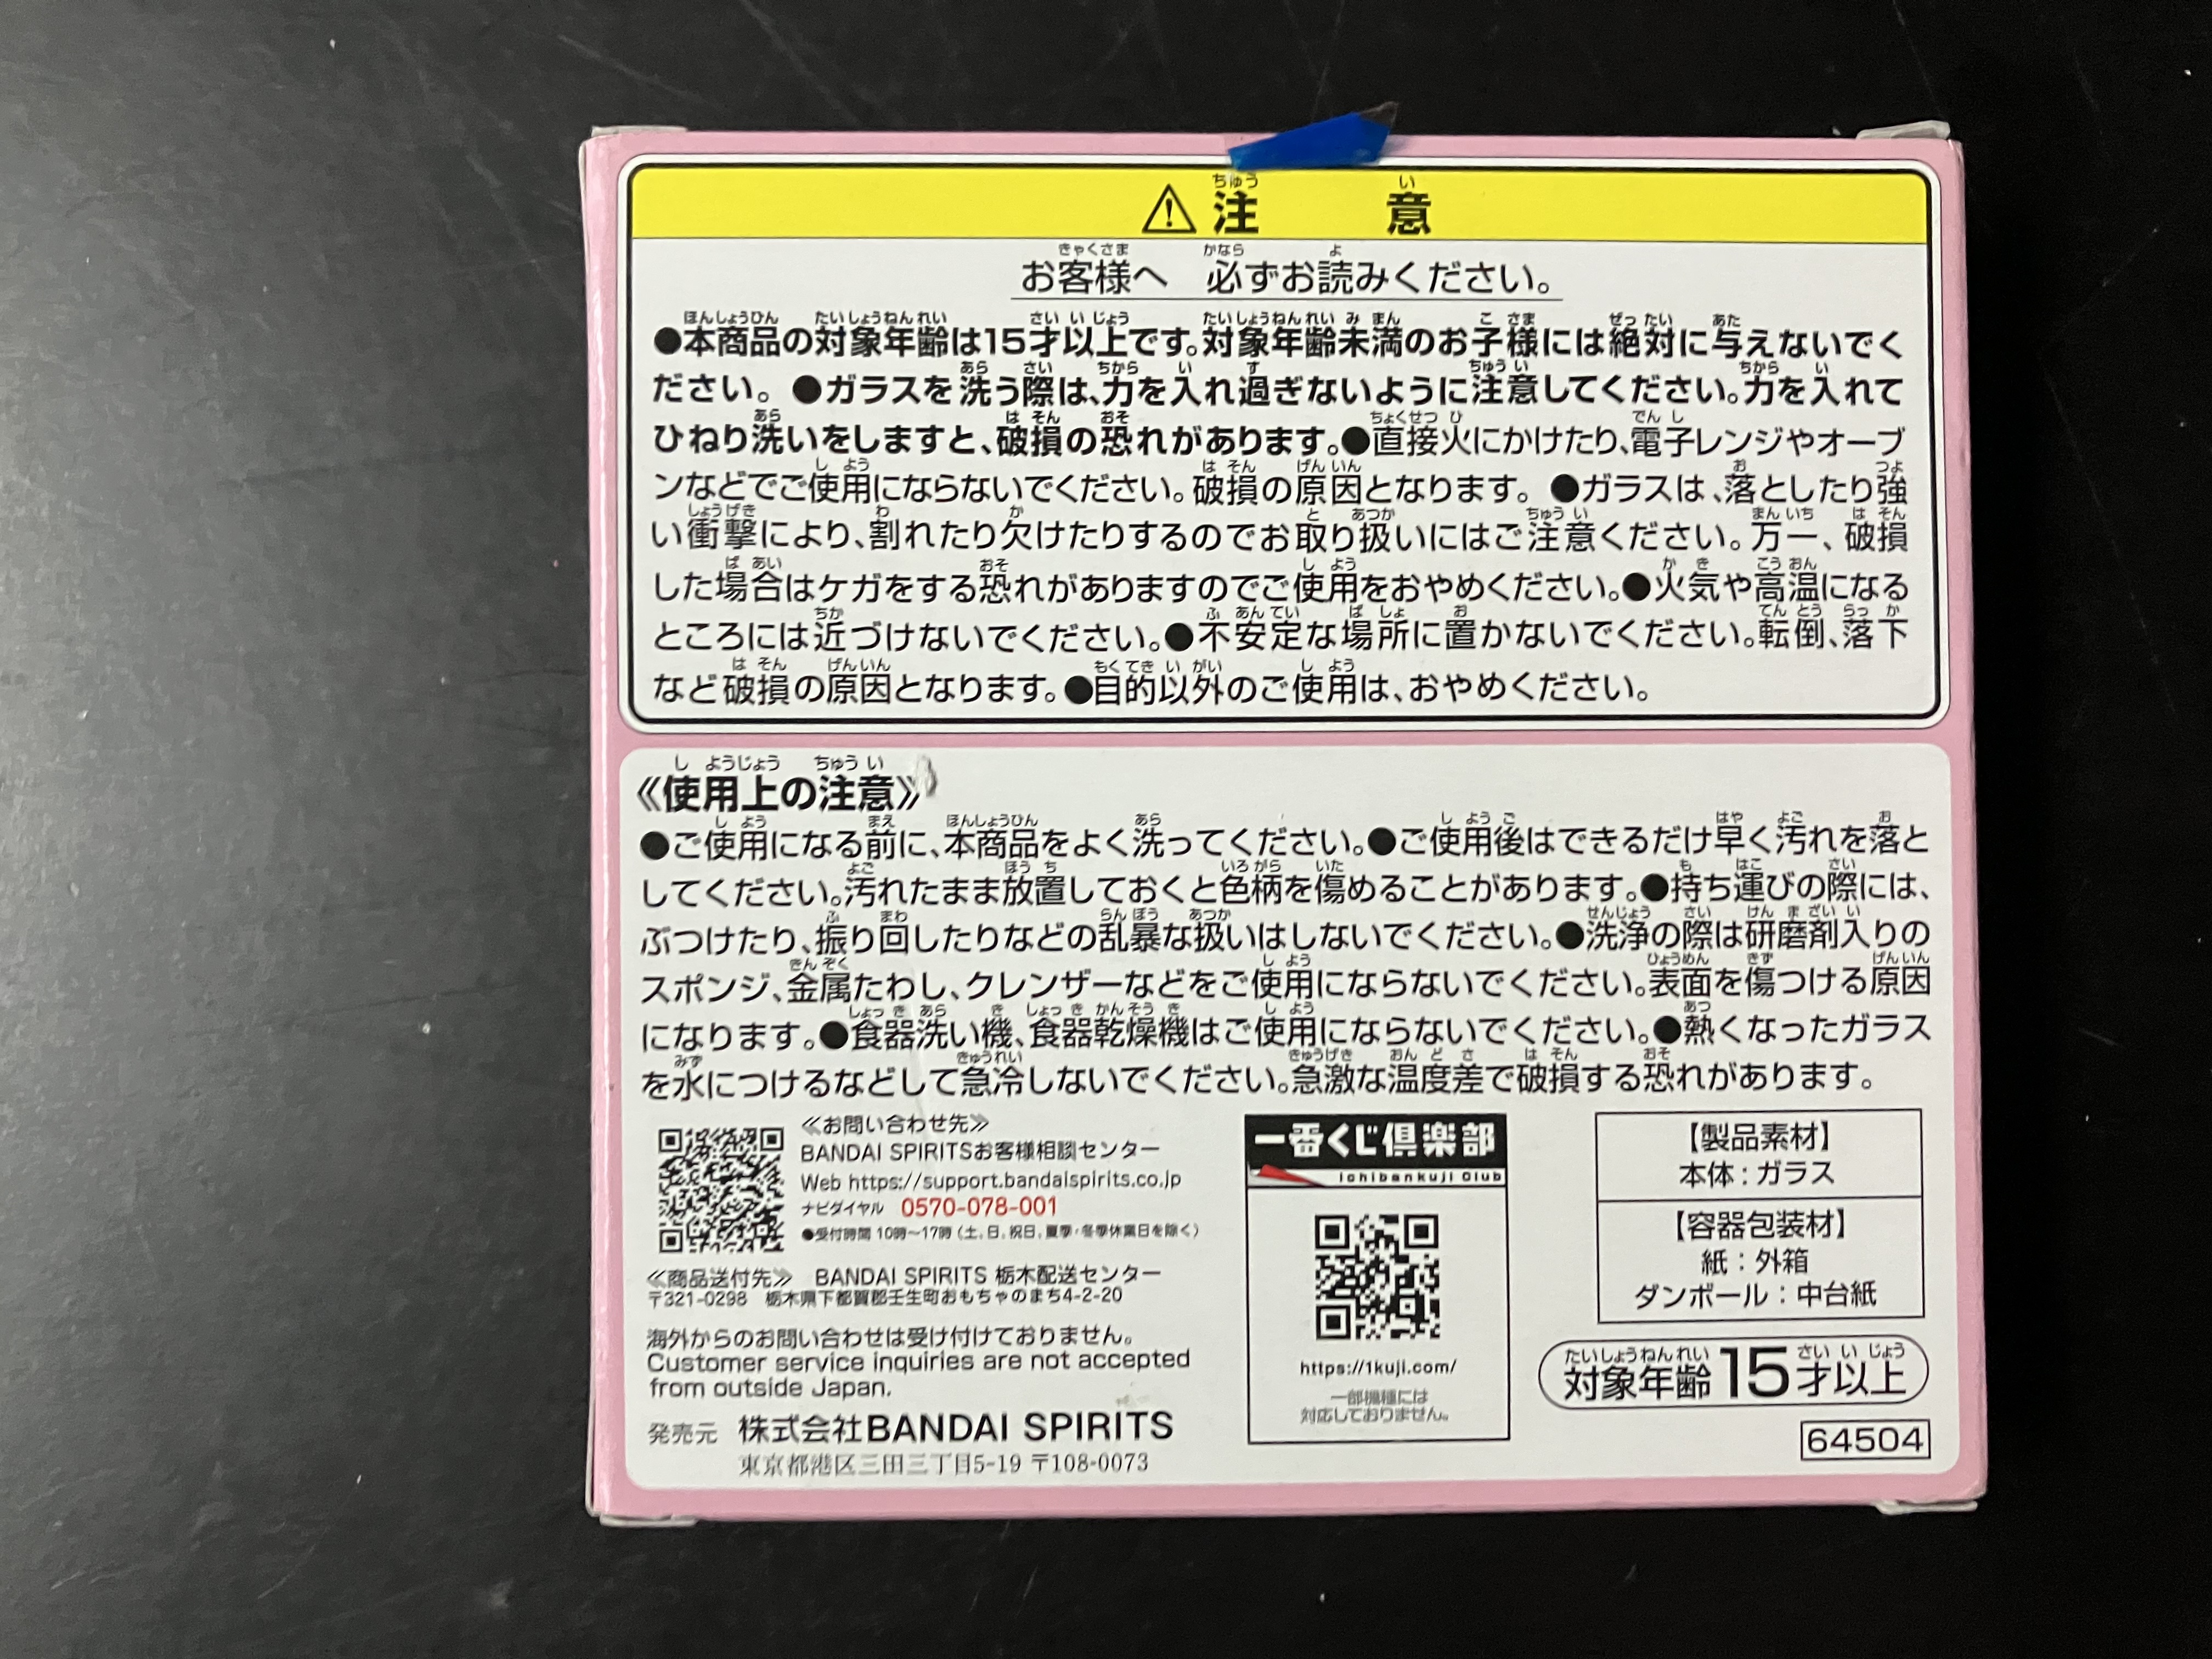 注意
お客様へ 必ずお読みください。
●本商品の対象年齢は15才以上です。対象年齢未満のお子様には絶対に与えないでく
ださい。●ガラスを洗う際は、力を入れ過ぎないように注意してください。力を入れて
ひねり洗いをしますと、破損の恐れがあります。●直接火にかけたり、電子レンジやオーブ
ンなどでご使用にならないでください。破損の原因となります。●ガラスは、落としたり強
い衝撃により、割れたり欠けたりするのでお取り扱いにはご注意ください。万一、破損
した場合はケガをする恐れがありますのでご使用をおやめください。●火気や高温になる
ところには近づけないでください。●不安定な場所に置かないでください。転倒、落下
など破損の原因となります。●目的以外のご使用は、おやめください。
《使用上の注意》
●ご使用になる前に、本商品をよく洗ってください。●ご使用後はできるだけ早く汚れを落と
してください。汚れたまま放置しておくと色柄を傷めることがあります。●持ち運びの際には、
ぶつけたり、振り回したりなどの乱暴な扱いはしないでください。●洗浄の際は研磨剤入りの
スポンジ、金属たわし、クレンザーなどをご使用にならないでください。表面を傷つける原因
になります。●食器洗い機、食器乾燥機はご使用にならないでください。●熱くなったガラス
を水につけるなどして急冷しないでください。急激な温度差で破損する恐れがあります。
≪お問い合わせ先≫
BANDAI SPIRITSお客様相談センター
Web https://support.bandaispirits.co.jp
ナビダイヤル 0570-078-001
●受付時間 10時～17時（土、日、祝日、夏季・冬季休業日を除く）
≪商品送付先≫ BANDAI SPIRITS 栃木配送センター
〒321-0298 栃木県下都賀郡壬生町おもちゃのまち4-2-20
海外からのお問い合わせは受け付けておりません。
Customer service inquiries are not accepted
from outside Japan.
発売元 株式会社BANDAI SPIRITS
東京都港区三田三丁目5-19 〒108-0073
一番くじ倶楽部
Ichibankuji Club
https://1kuji.com/
一部機種には
対応しておりません。
【製品素材】
本体：ガラス
【容器包装材】
紙：外箱
ダンボール：中台紙
対象年齢15才以上
64504